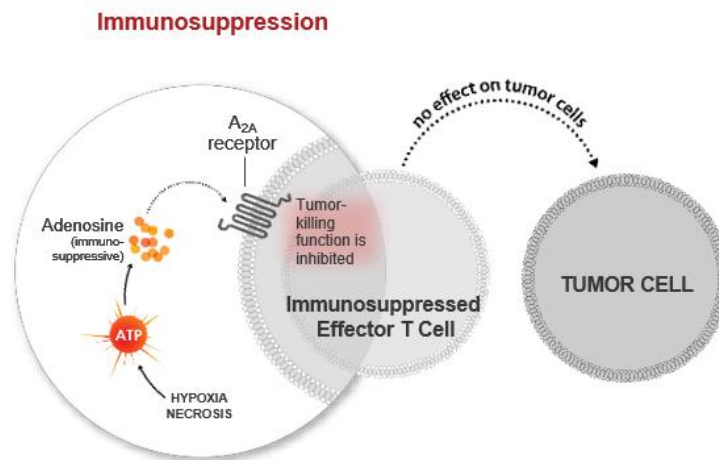 Immunosuppression
no effect on tumor cells
A2A
receptor
Adenosine
(immuno-
suppressive)
Tumor-
killing
function is
inhibited
Immunosuppressed
Effector T Cell
TUMOR CELL
ATP
HYPOXIA
NECROSIS